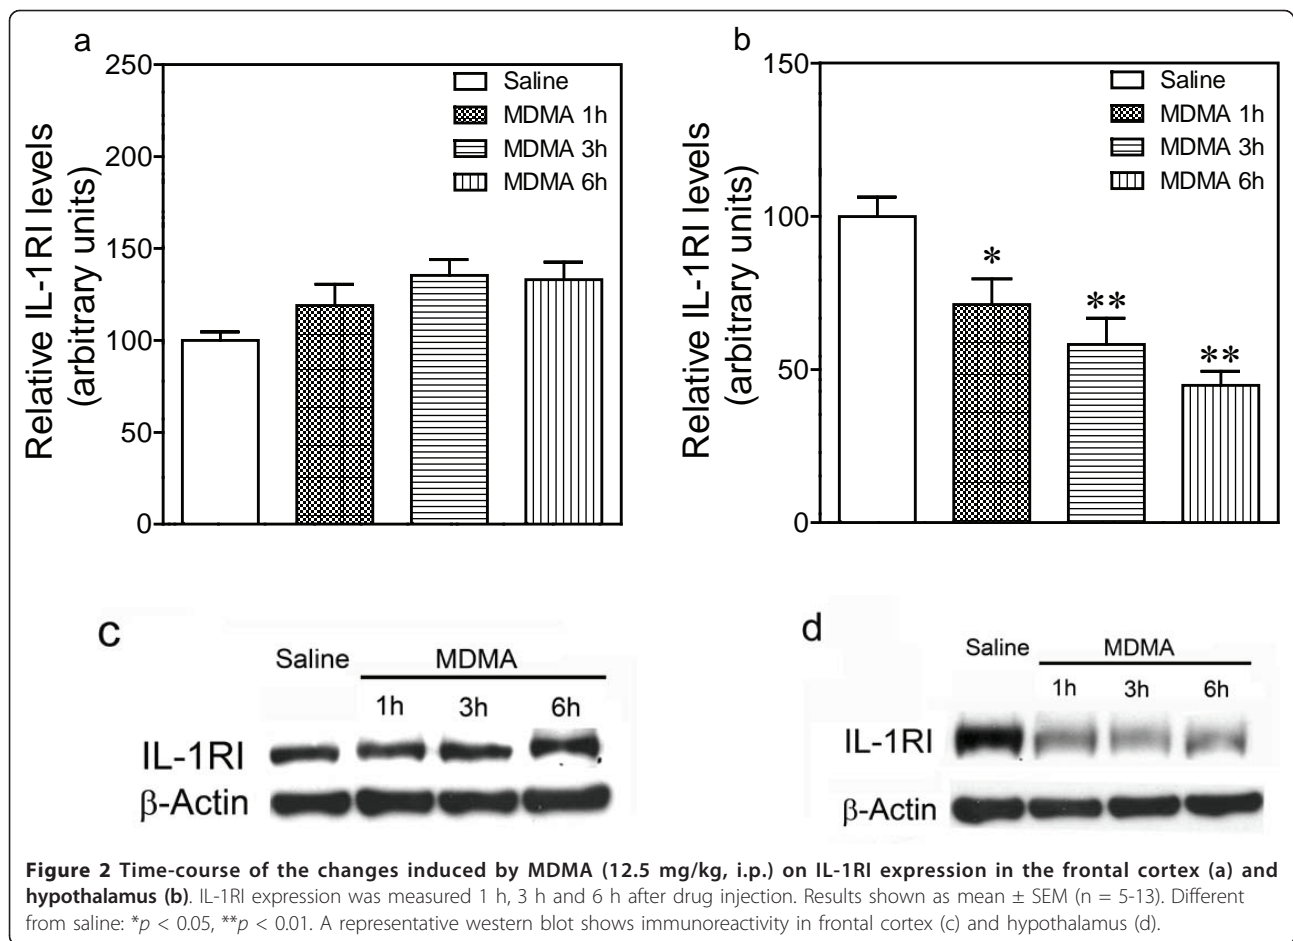 a
250
200
150
100
50
0
Relative IL-1RI levels
(arbitrary units)
Saline
MDMA 1h
MDMA 3h
MDMA 6h
b
150
100
50
0
Relative IL-1RI levels
(arbitrary units)
Saline
MDMA 1h
MDMA 3h
MDMA 6h
*
**
**
c
Saline MDMA
1h 3h 6h
IL-1RI
β-Actin
d
Saline MDMA
1h 3h 6h
IL-1RI
β-Actin
Figure 2 Time-course of the changes induced by MDMA (12.5 mg/kg, i.p.) on IL-1RI expression in the frontal cortex (a) and
hypothalamus (b). IL-1RI expression was measured 1 h, 3 h and 6 h after drug injection. Results shown as mean ± SEM (n = 5-13). Different
from saline: *p < 0.05, **p < 0.01. A representative western blot shows immunoreactivity in frontal cortex (c) and hypothalamus (d).